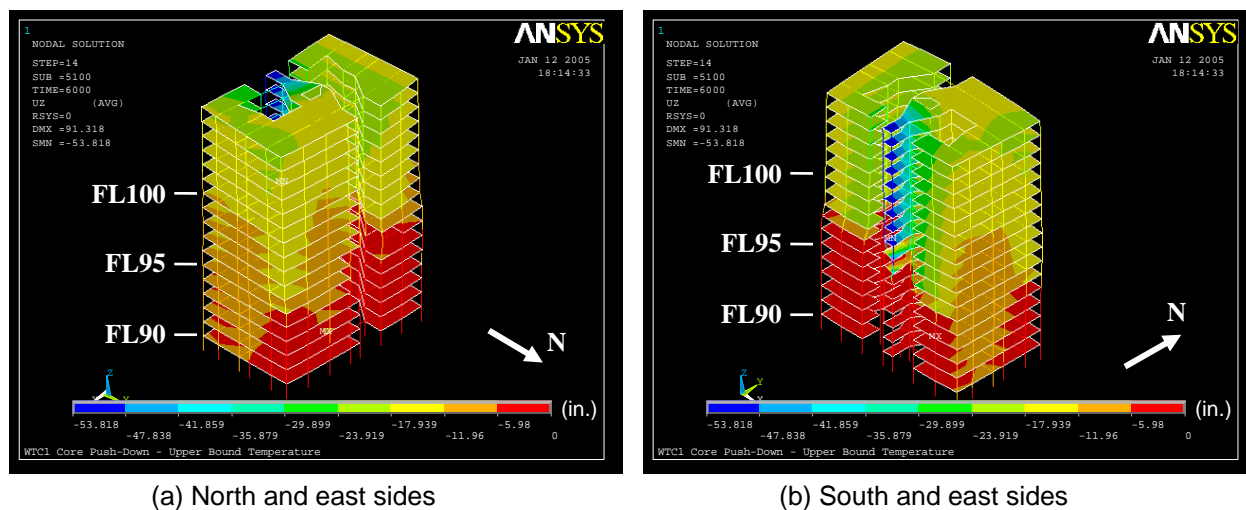 1
NODAL SOLUTION
STEP=14
SUB =5100
TIME=6000
UZ (AVG)
RSYS=0
DMX =91.318
SMN =-53.818
ANSYS
JAN 12 2005
18:14:33
MN
FL100
FL95
FL90
MX
N
Z
Y
(in.)
-53.818 -41.859 -29.899 -17.939 -5.98
-47.838 -35.879 -23.919 -11.96 0
WTC1 Core Push-Down - Upper Bound Temperature
(a) North and east sides
1
NODAL SOLUTION
STEP=14
SUB =5100
TIME=6000
UZ (AVG)
RSYS=0
DMX =91.318
SMN =-53.818
ANSYS
JAN 12 2005
18:14:33
FL100
MN
FL95
FL90
MX
N
Z
Y
(in.)
-53.818 -41.859 -29.899 -17.939 -5.98
-47.838 -35.879 -23.919 -11.96 0
WTC1 Core Push-Down - Upper Bound Temperature
(b) South and east sides